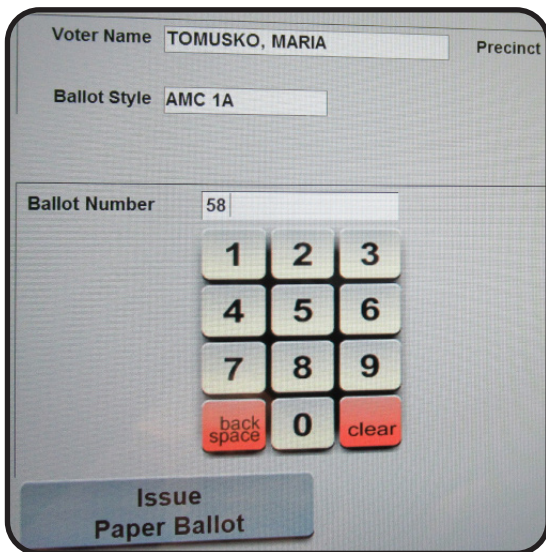 Voter Name TOMUSKO, MARIA Precinct
Ballot Style AMC 1A
Ballot Number 58
1 2 3
4 5 6
7 8 9
back
space 0 clear
Issue
Paper Ballot